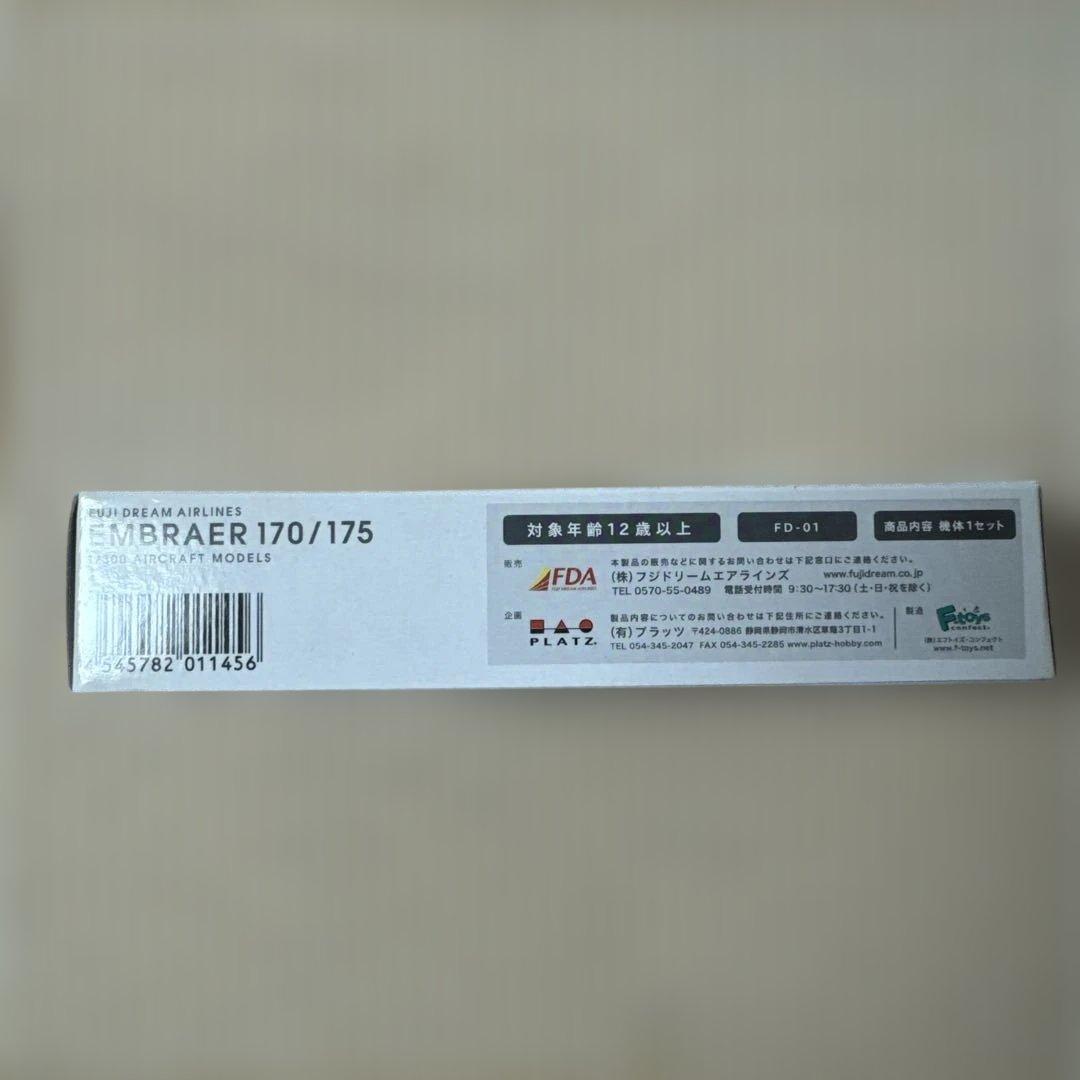 FUJI DREAM AIRLINES
EMBRAER 170/175
1/300 AIRCRAFT MODELS
4 545782 011456
対象年齢12歳以上
FD-01
商品内容 機体1セット
販売
FDA
FUJI DREAM AIRLINES
本製品の販売などに関するお問い合わせは下記窓口にご連絡ください。
(株)フジドリームエアラインズ www.fujidream.co.jp
TEL 0570-55-0489 電話受付時間 9:30〜17:30(土・日・祝を除く)
企画
PLATZ.
製品内容についてのお問い合わせは下記住所にご連絡ください。
(有)プラッツ 〒424-0886 静岡県静岡市清水区草薙3丁目1-1
TEL 054-345-2047 FAX 054-345-2285 www.platz-hobby.com
製造
F-toys
confect.
(株)エフトイズ・コンフェクト
www.f-toys.net